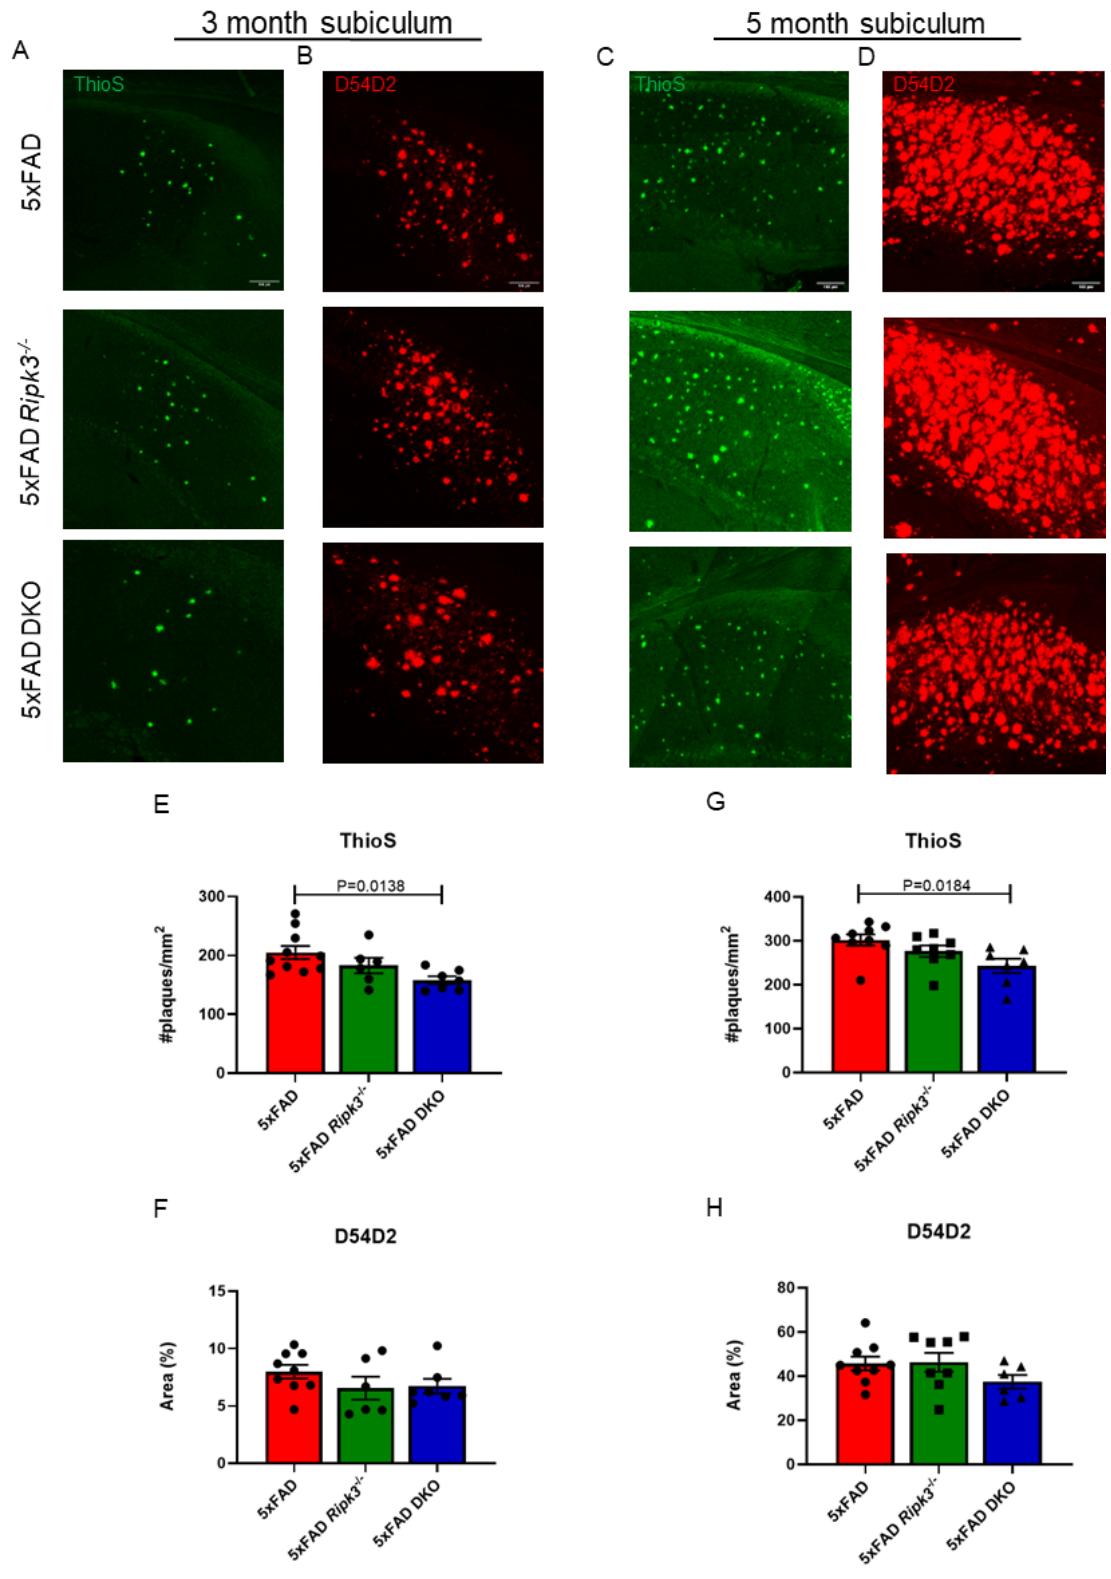 3 month subiculum
5 month subiculum
A
B
C
D
ThioS
D54D2
ThioS
D54D2
5xFAD
5xFAD Ripk3-/-
5xFAD DKO
E
ThioS
P=0.0138
300
200
100
0
#plaques/mm2
5xFAD
5xFAD Ripk3-/-
5xFAD DKO
G
ThioS
P=0.0184
400
300
200
100
0
#plaques/mm2
5xFAD
5xFAD Ripk3-/-
5xFAD DKO
F
D54D2
15
10
5
0
Area (%)
5xFAD
5xFAD Ripk3-/-
5xFAD DKO
H
D54D2
80
60
40
20
0
Area (%)
5xFAD
5xFAD Ripk3-/-
5xFAD DKO